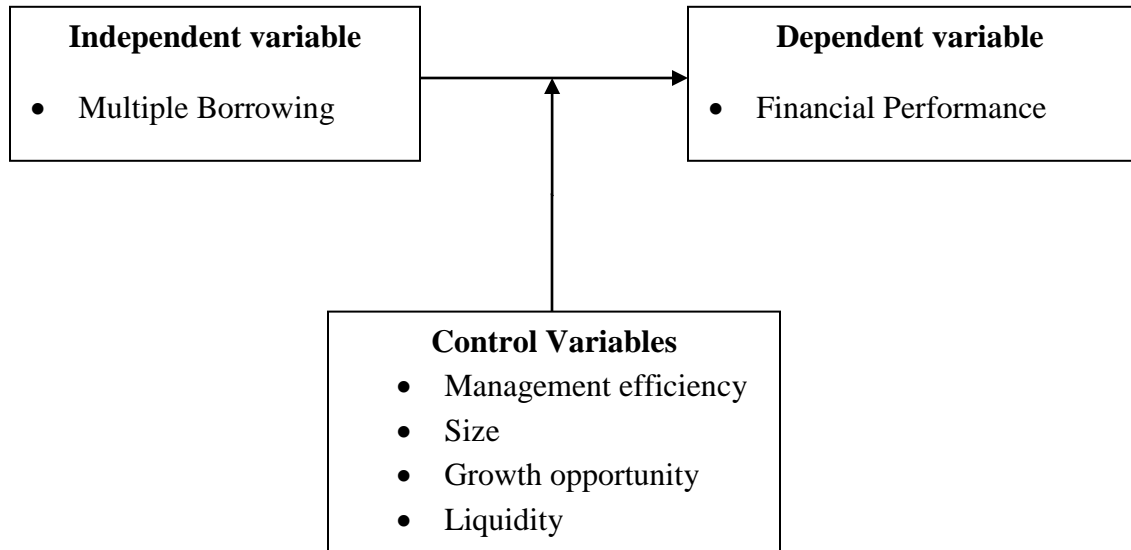 Independent variable
• Multiple Borrowing
Dependent variable
• Financial Performance
Control Variables
• Management efficiency
• Size
• Growth opportunity
• Liquidity